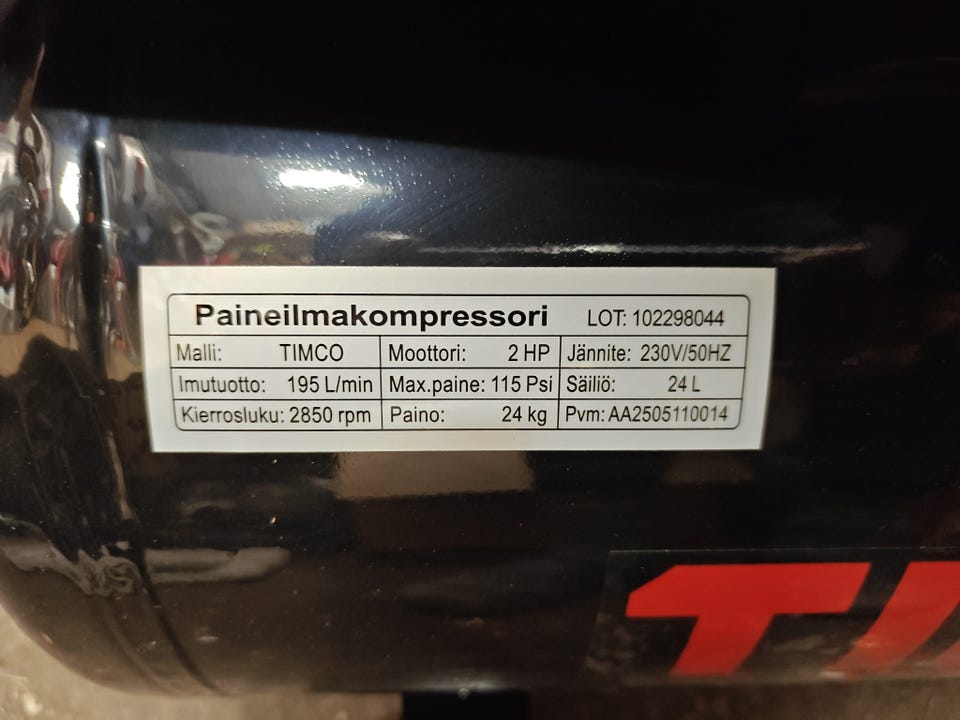 Paineilmakompressori LOT: 102298044
Malli: TIMCO Moottori: 2 HP Jännite: 230V/50HZ
Imutuotto: 195 L/min Max.paine: 115 Psi Säiliö: 24 L
Kierrosluku: 2850 rpm Paino: 24 kg Pvm: AA2505110014
TI